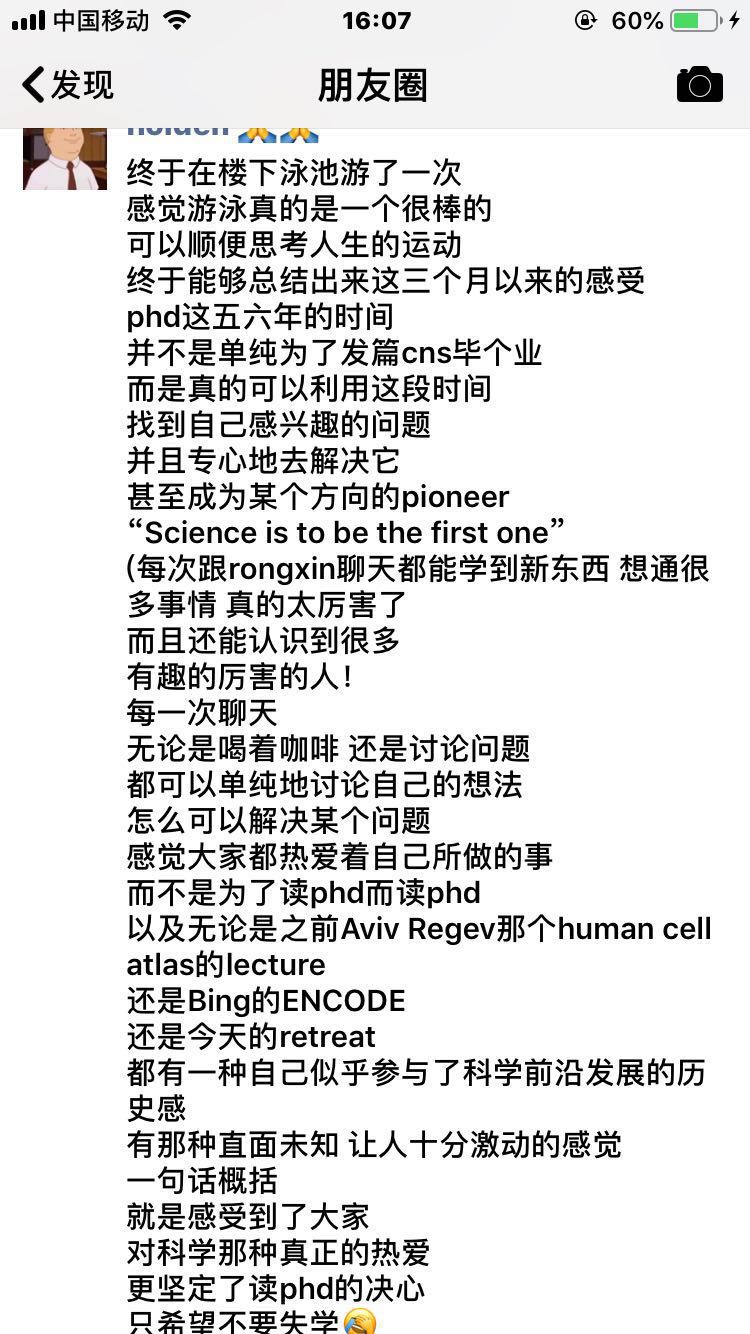 中国移动 16:07 60%
发现 朋友圈
holden🙏🙏
终于在楼下泳池游了一次
感觉游泳真的是一个很棒的
可以顺便思考人生的运动
终于能够总结出来这三个月以来的感受
phd这五六年的时间
并不是单纯为了发篇cns毕个业
而是真的可以利用这段时间
找到自己感兴趣的问题
并且专心地去解决它
甚至成为某个方向的pioneer
“Science is to be the first one”
(每次跟rongxin聊天都能学到新东西 想通很
多事情 真的太厉害了
而且还能认识到很多
有趣的厉害的人！
每一次聊天
无论是喝着咖啡 还是讨论问题
都可以单纯地讨论自己的想法
怎么可以解决某个问题
感觉大家都热爱着自己所做的事
而不是为了读phd而读phd
以及无论是之前Aviv Regev那个human cell
atlas的lecture
还是Bing的ENCODE
还是今天的retreat
都有一种自己似乎参与了科学前沿发展的历
史感
有那种直面未知 让人十分激动的感觉
一句话概括
就是感受到了大家
对科学那种真正的热爱
更坚定了读phd的决心
只希望不要失学🤣